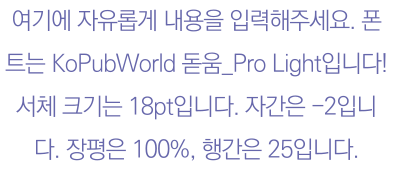 여기에 자유롭게 내용을 입력해주세요. 폰
트는 KoPubWorld 돋움_Pro Light입니다!
서체 크기는 18pt입니다. 자간은 -2입니
다. 장평은 100%, 행간은 25입니다.